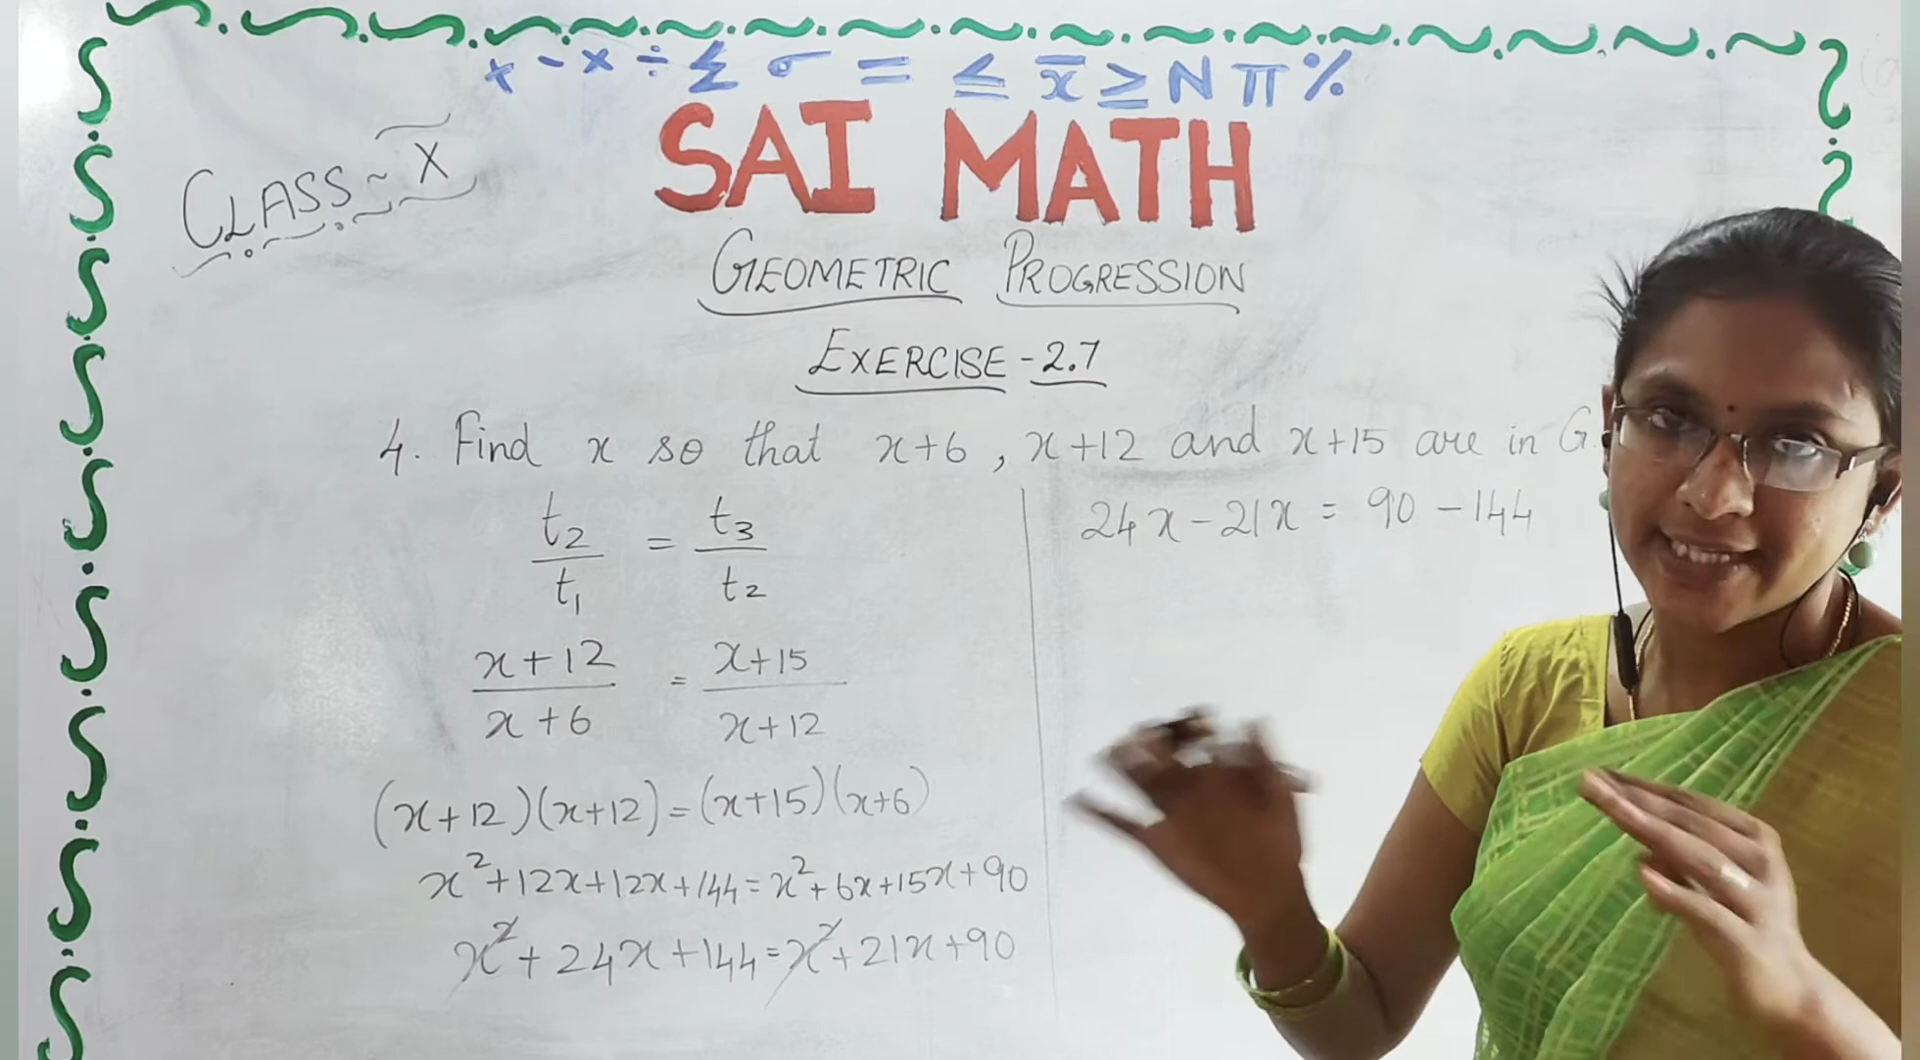 + - × ÷ Σ σ = ≤ x̄ ≥ N π %
SAI MATH
CLASS - X
GEOMETRIC PROGRESSION
EXERCISE - 2.7
4. Find x so that x+6, x+12 and x+15 are in G.
t₂/t₁ = t₃/t₂
x+12/x+6 = x+15/x+12
(x+12)(x+12)=(x+15)(x+6)
x²+12x+12x+144=x²+6x+15x+90
x²+24x+144=x²+21x+90
24x-21x = 90-144